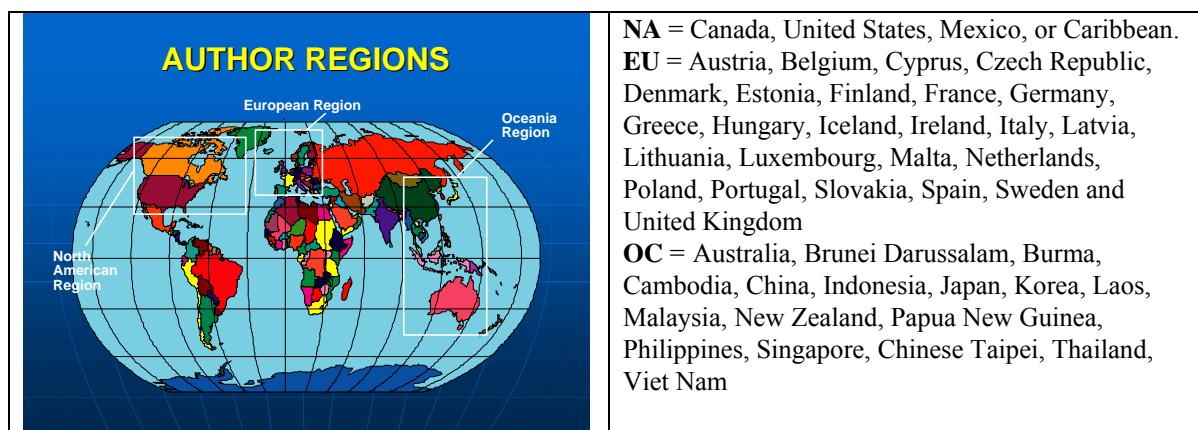 AUTHOR REGIONS
European Region
Oceania
Region
North
American
Region
NA = Canada, United States, Mexico, or Caribbean.
EU = Austria, Belgium, Cyprus, Czech Republic,
Denmark, Estonia, Finland, France, Germany,
Greece, Hungary, Iceland, Ireland, Italy, Latvia,
Lithuania, Luxembourg, Malta, Netherlands,
Poland, Portugal, Slovakia, Spain, Sweden and
United Kingdom
OC = Australia, Brunei Darussalam, Burma,
Cambodia, China, Indonesia, Japan, Korea, Laos,
Malaysia, New Zealand, Papua New Guinea,
Philippines, Singapore, Chinese Taipei, Thailand,
Viet Nam